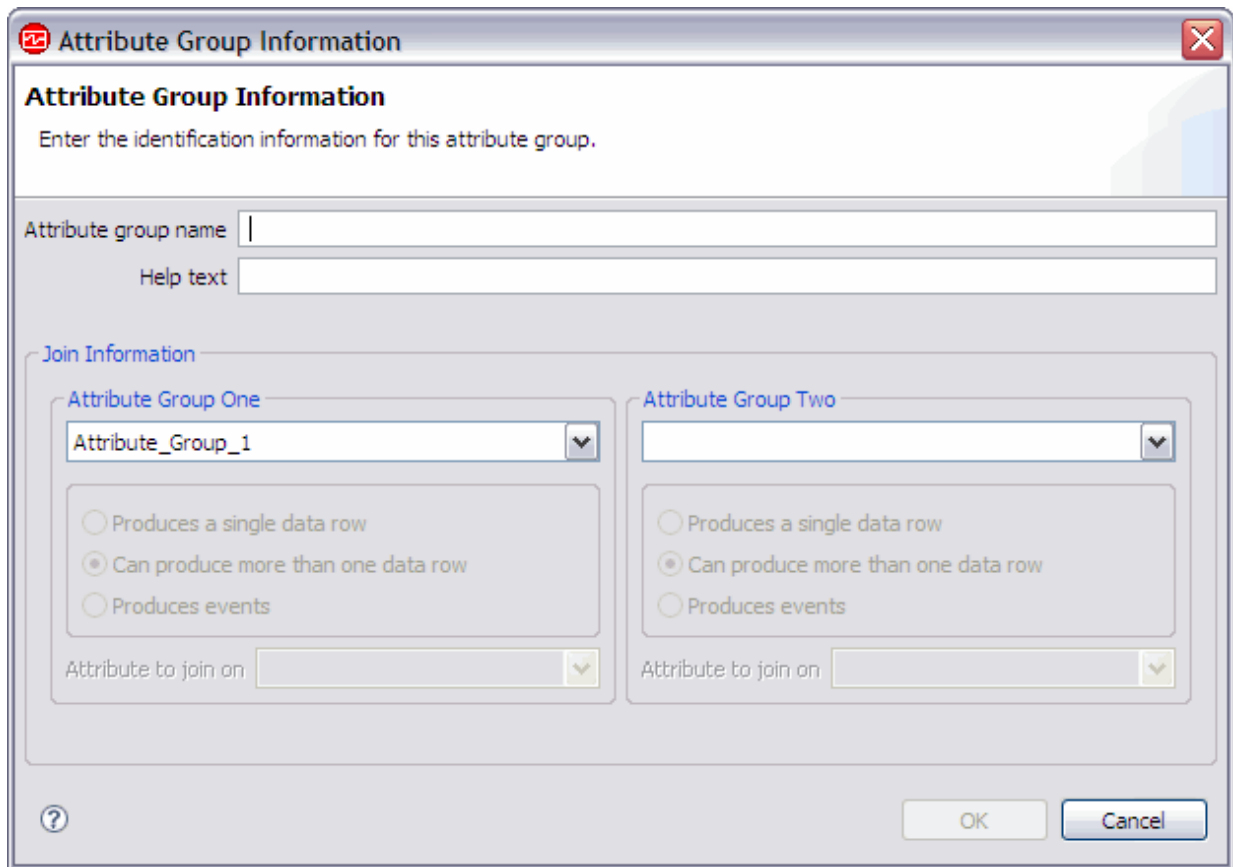 Attribute Group Information
Attribute Group Information
Enter the identification information for this attribute group.
Attribute group name
Help text
Join Information
Attribute Group One
Attribute_Group_1
Produces a single data row
Can produce more than one data row
Produces events
Attribute to join on
Attribute Group Two
Produces a single data row
Can produce more than one data row
Produces events
Attribute to join on
?
OK
Cancel